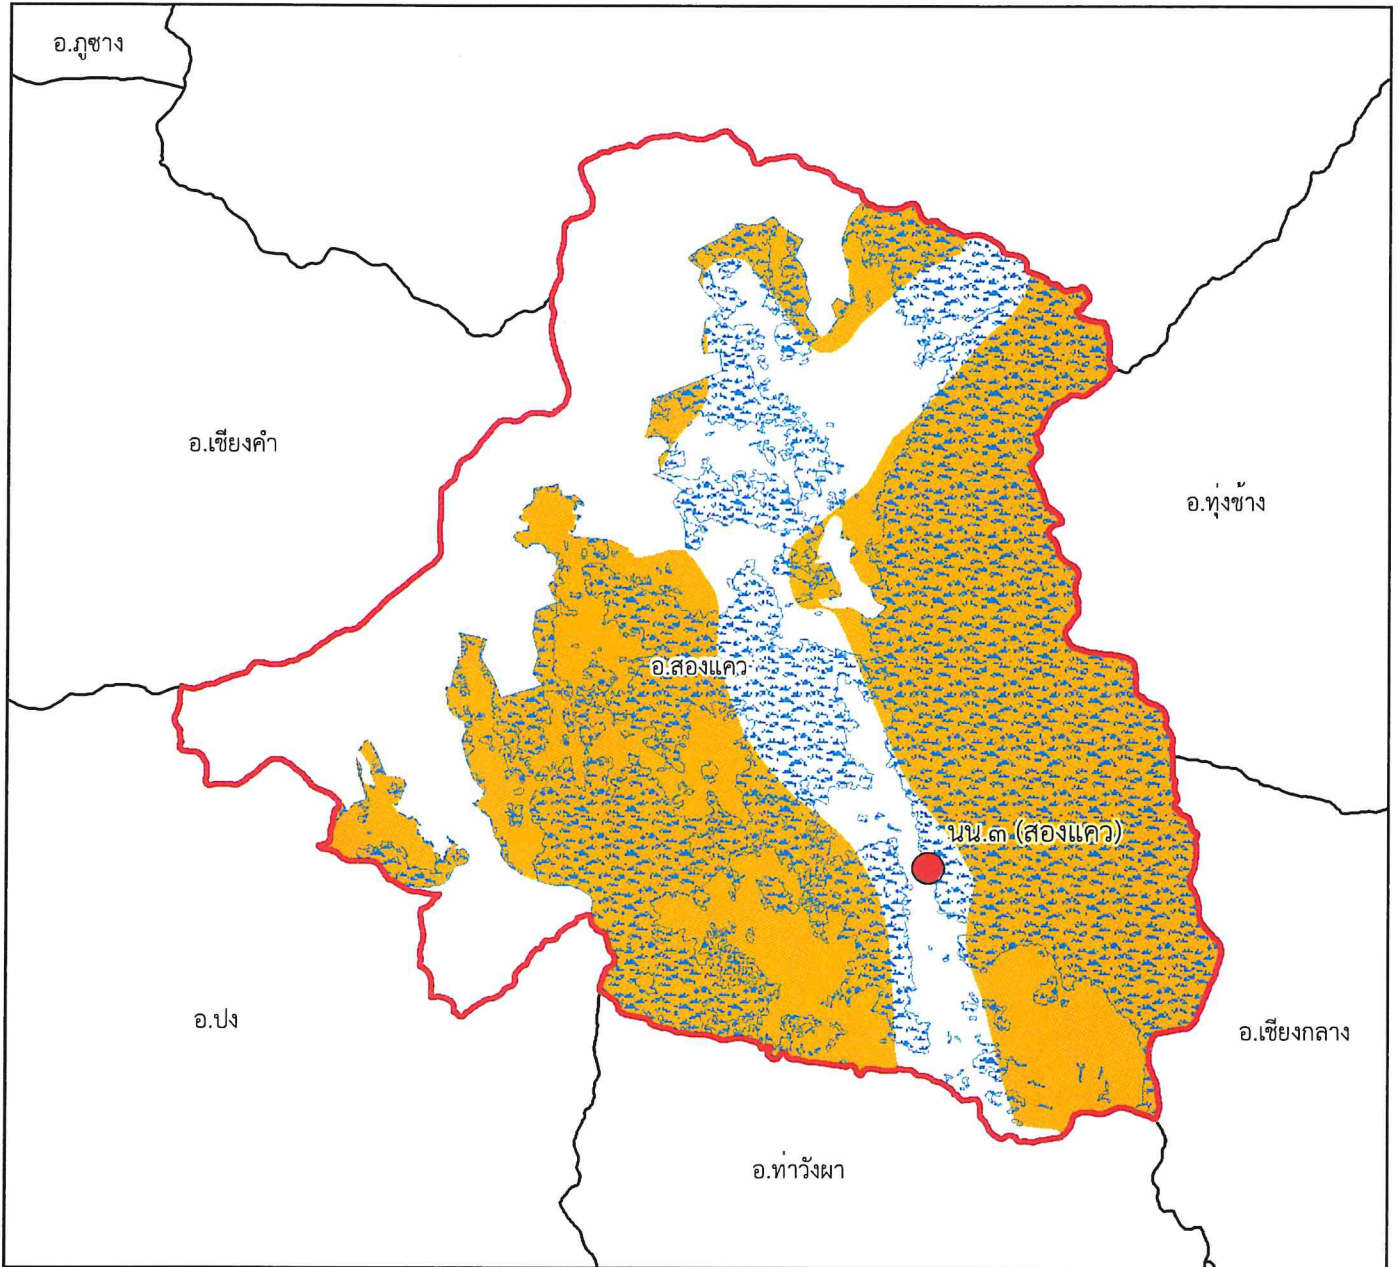 อ.ภูซาง
อ.เชียงคำ
อ.ทุ่งช้าง
อ.สองแคว
นน.๓ (สองแคว)
อ.ปง
อ.เชียงกลาง
อ.ท่าวังผา